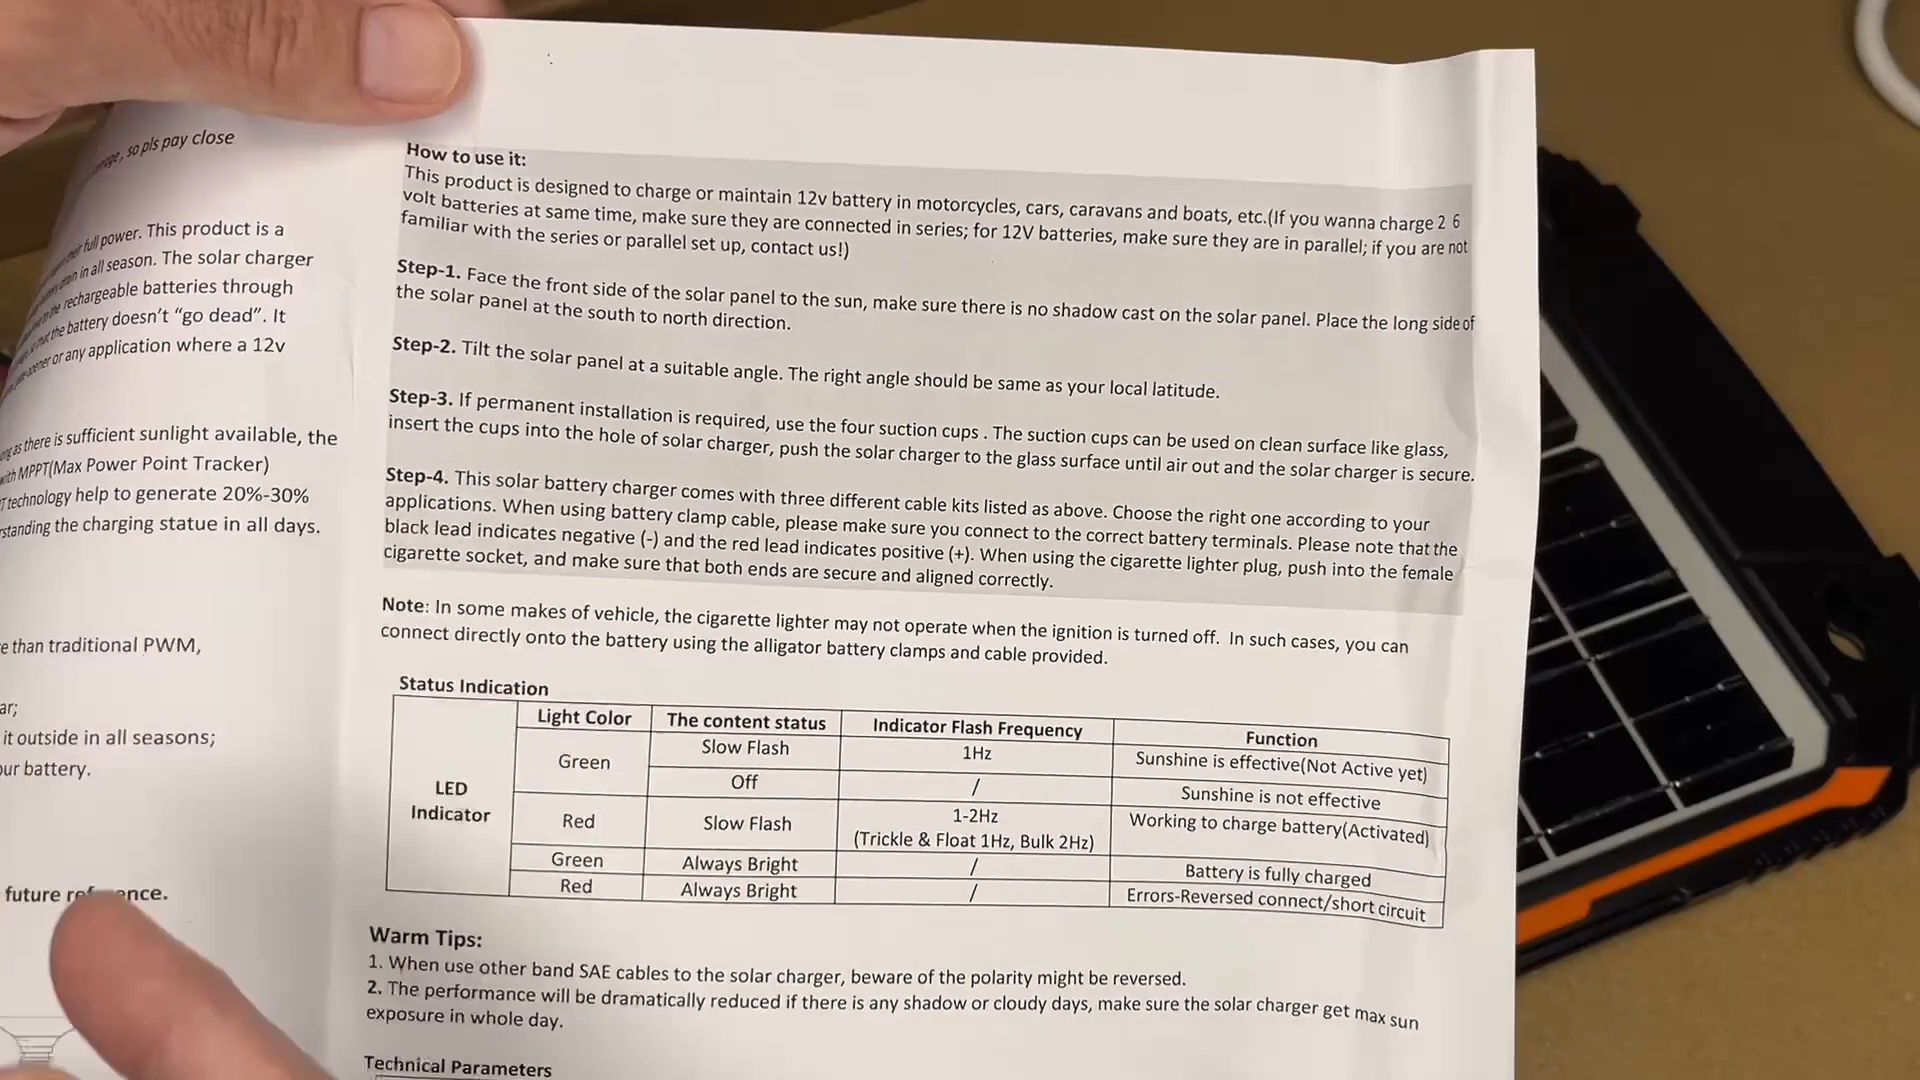 so pls pay close
full power. This product is a
in all season. The solar charger
the rechargeable batteries through
the battery doesn't "go dead". It
or any application where a 12v
as there is sufficient sunlight available, the
with MPPT(Max Power Point Tracker)
technology help to generate 20%-30%
standing the charging statue in all days.
than traditional PWM,
it outside in all seasons;
battery.
future
How to use it:
This product is designed to charge or maintain 12v battery in motorcycles, cars, caravans and boats, etc.(If you wanna charge 2 6
volt batteries at same time, make sure they are connected in series; for 12V batteries, make sure they are in parallel; if you are not
familiar with the series or parallel set up, contact us!)
Step-1. Face the front side of the solar panel to the sun, make sure there is no shadow cast on the solar panel. Place the long side of
the solar panel at the south to north direction.
Step-2. Tilt the solar panel at a suitable angle. The right angle should be same as your local latitude.
Step-3. If permanent installation is required, use the four suction cups . The suction cups can be used on clean surface like glass,
insert the cups into the hole of solar charger, push the solar charger to the glass surface until air out and the solar charger is secure.
Step-4. This solar battery charger comes with three different cable kits listed as above. Choose the right one according to your
applications. When using battery clamp cable, please make sure you connect to the correct battery terminals. Please note that the
black lead indicates negative (-) and the red lead indicates positive (+). When using the cigarette lighter plug, push into the female
cigarette socket, and make sure that both ends are secure and aligned correctly.
Note: In some makes of vehicle, the cigarette lighter may not operate when the ignition is turned off. In such cases, you can
connect directly onto the battery using the alligator battery clamps and cable provided.
Status Indication
Light Color The content status Indicator Flash Frequency Function
LED Indicator
Green Slow Flash 1Hz Sunshine is effective(Not Active yet)
Off / Sunshine is not effective
Red Slow Flash 1-2Hz Working to charge battery(Activated)
(Trickle & Float 1Hz, Bulk 2Hz)
Green Always Bright / Battery is fully charged
Red Always Bright / Errors-Reversed connect/short circuit
Warm Tips:
1. When use other band SAE cables to the solar charger, beware of the polarity might be reversed.
2. The performance will be dramatically reduced if there is any shadow or cloudy days, make sure the solar charger get max sun
exposure in whole day.
Technical Parameters